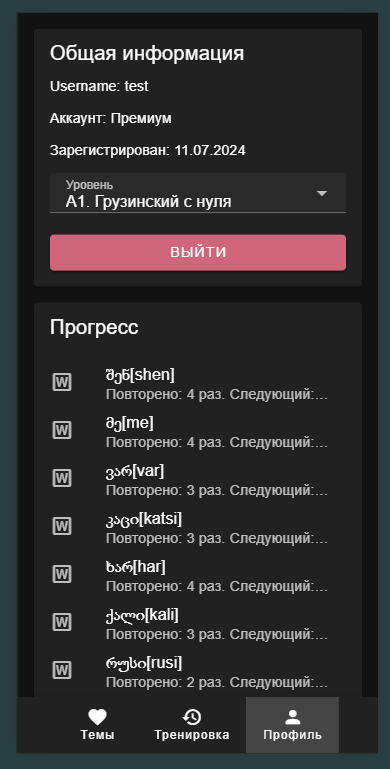 Общая информация
Username: test
Аккаунт: Премиум
Зарегистрирован: 11.07.2024
Уровень
А1. Грузинский с нуля
ВЫЙТИ
Прогресс
W
შენ[shen]
Повторено: 4 раз. Следующий:...
W
მე[me]
Повторено: 4 раз. Следующий:...
W
ვარ[var]
Повторено: 3 раз. Следующий:...
W
კაცი[katsi]
Повторено: 3 раз. Следующий:...
W
ხარ[har]
Повторено: 4 раз. Следующий:...
W
ქალი[kali]
Повторено: 3 раз. Следующий:...
W
რუსი[rusi]
Повторено: 2 раз. Следующий:...
Темы
Тренировка
Профиль